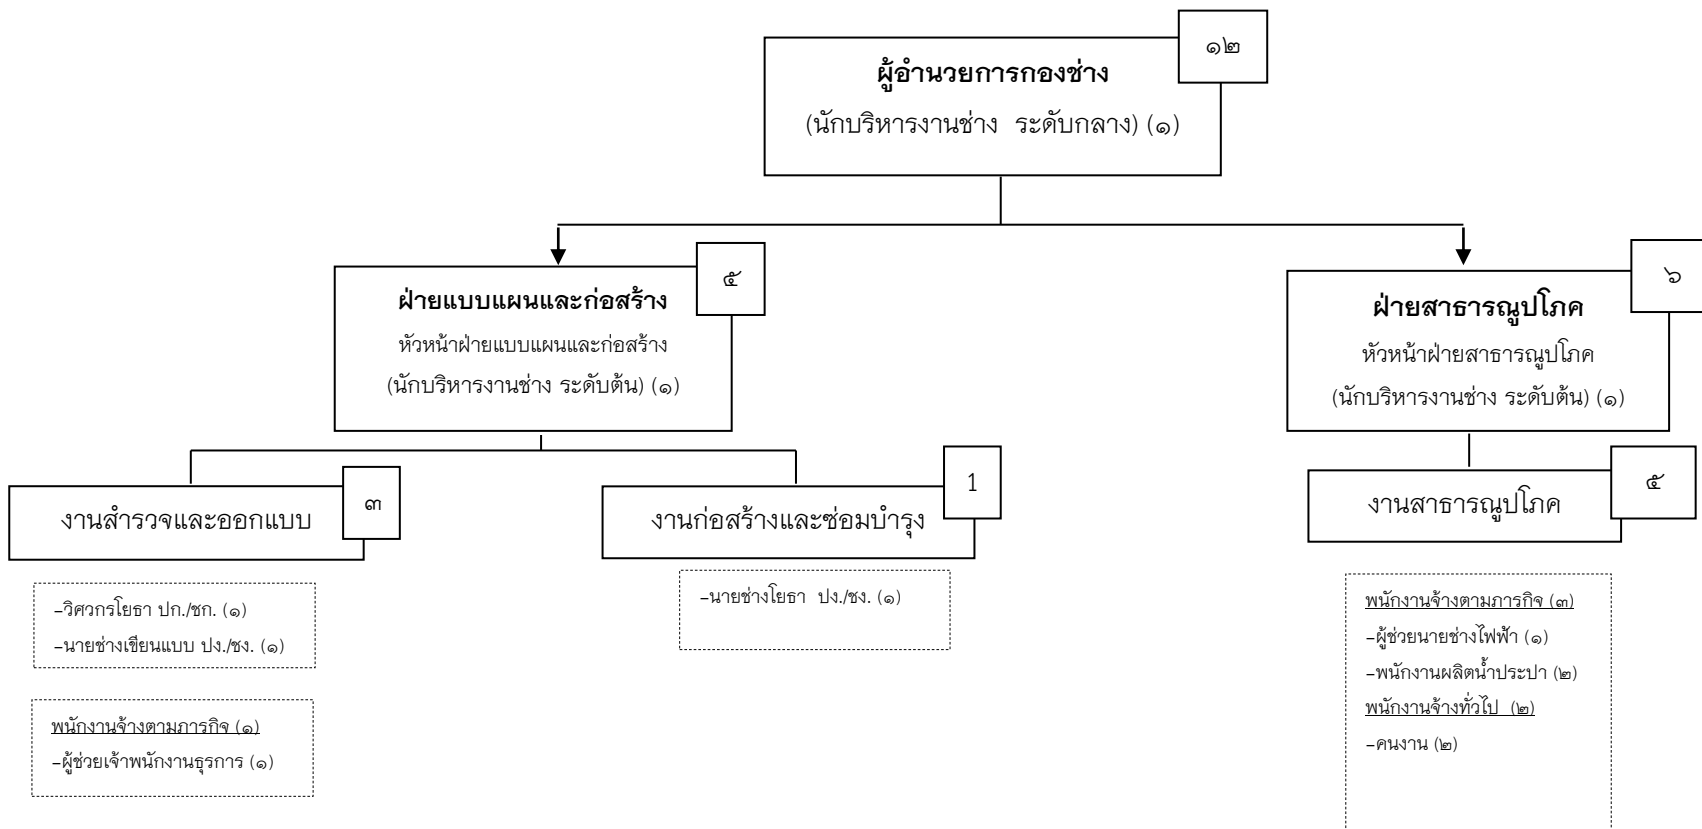 ๑๒
ผู้อำนวยการกองช่าง
(นักบริหารงานช่าง ระดับกลาง) (๑)
๕
ฝ่ายแบบแผนและก่อสร้าง
หัวหน้าฝ่ายแบบแผนและก่อสร้าง
(นักบริหารงานช่าง ระดับต้น) (๑)
๖
ฝ่ายสาธารณูปโภค
หัวหน้าฝ่ายสาธารณูปโภค
(นักบริหารงานช่าง ระดับต้น) (๑)
๓
งานสำรวจและออกแบบ
-วิศวกรโยธา ปก./ชก. (๑)
-นายช่างเขียนแบบ ปง./ชง. (๑)
พนักงานจ้างตามภารกิจ (๑)
-ผู้ช่วยเจ้าพนักงานธุรการ (๑)
1
งานก่อสร้างและซ่อมบำรุง
-นายช่างโยธา ปง./ชง. (๑)
๕
งานสาธารณูปโภค
พนักงานจ้างตามภารกิจ (๓)
-ผู้ช่วยนายช่างไฟฟ้า (๑)
-พนักงานผลิตน้ำประปา (๒)
พนักงานจ้างทั่วไป (๒)
-คนงาน (๒)